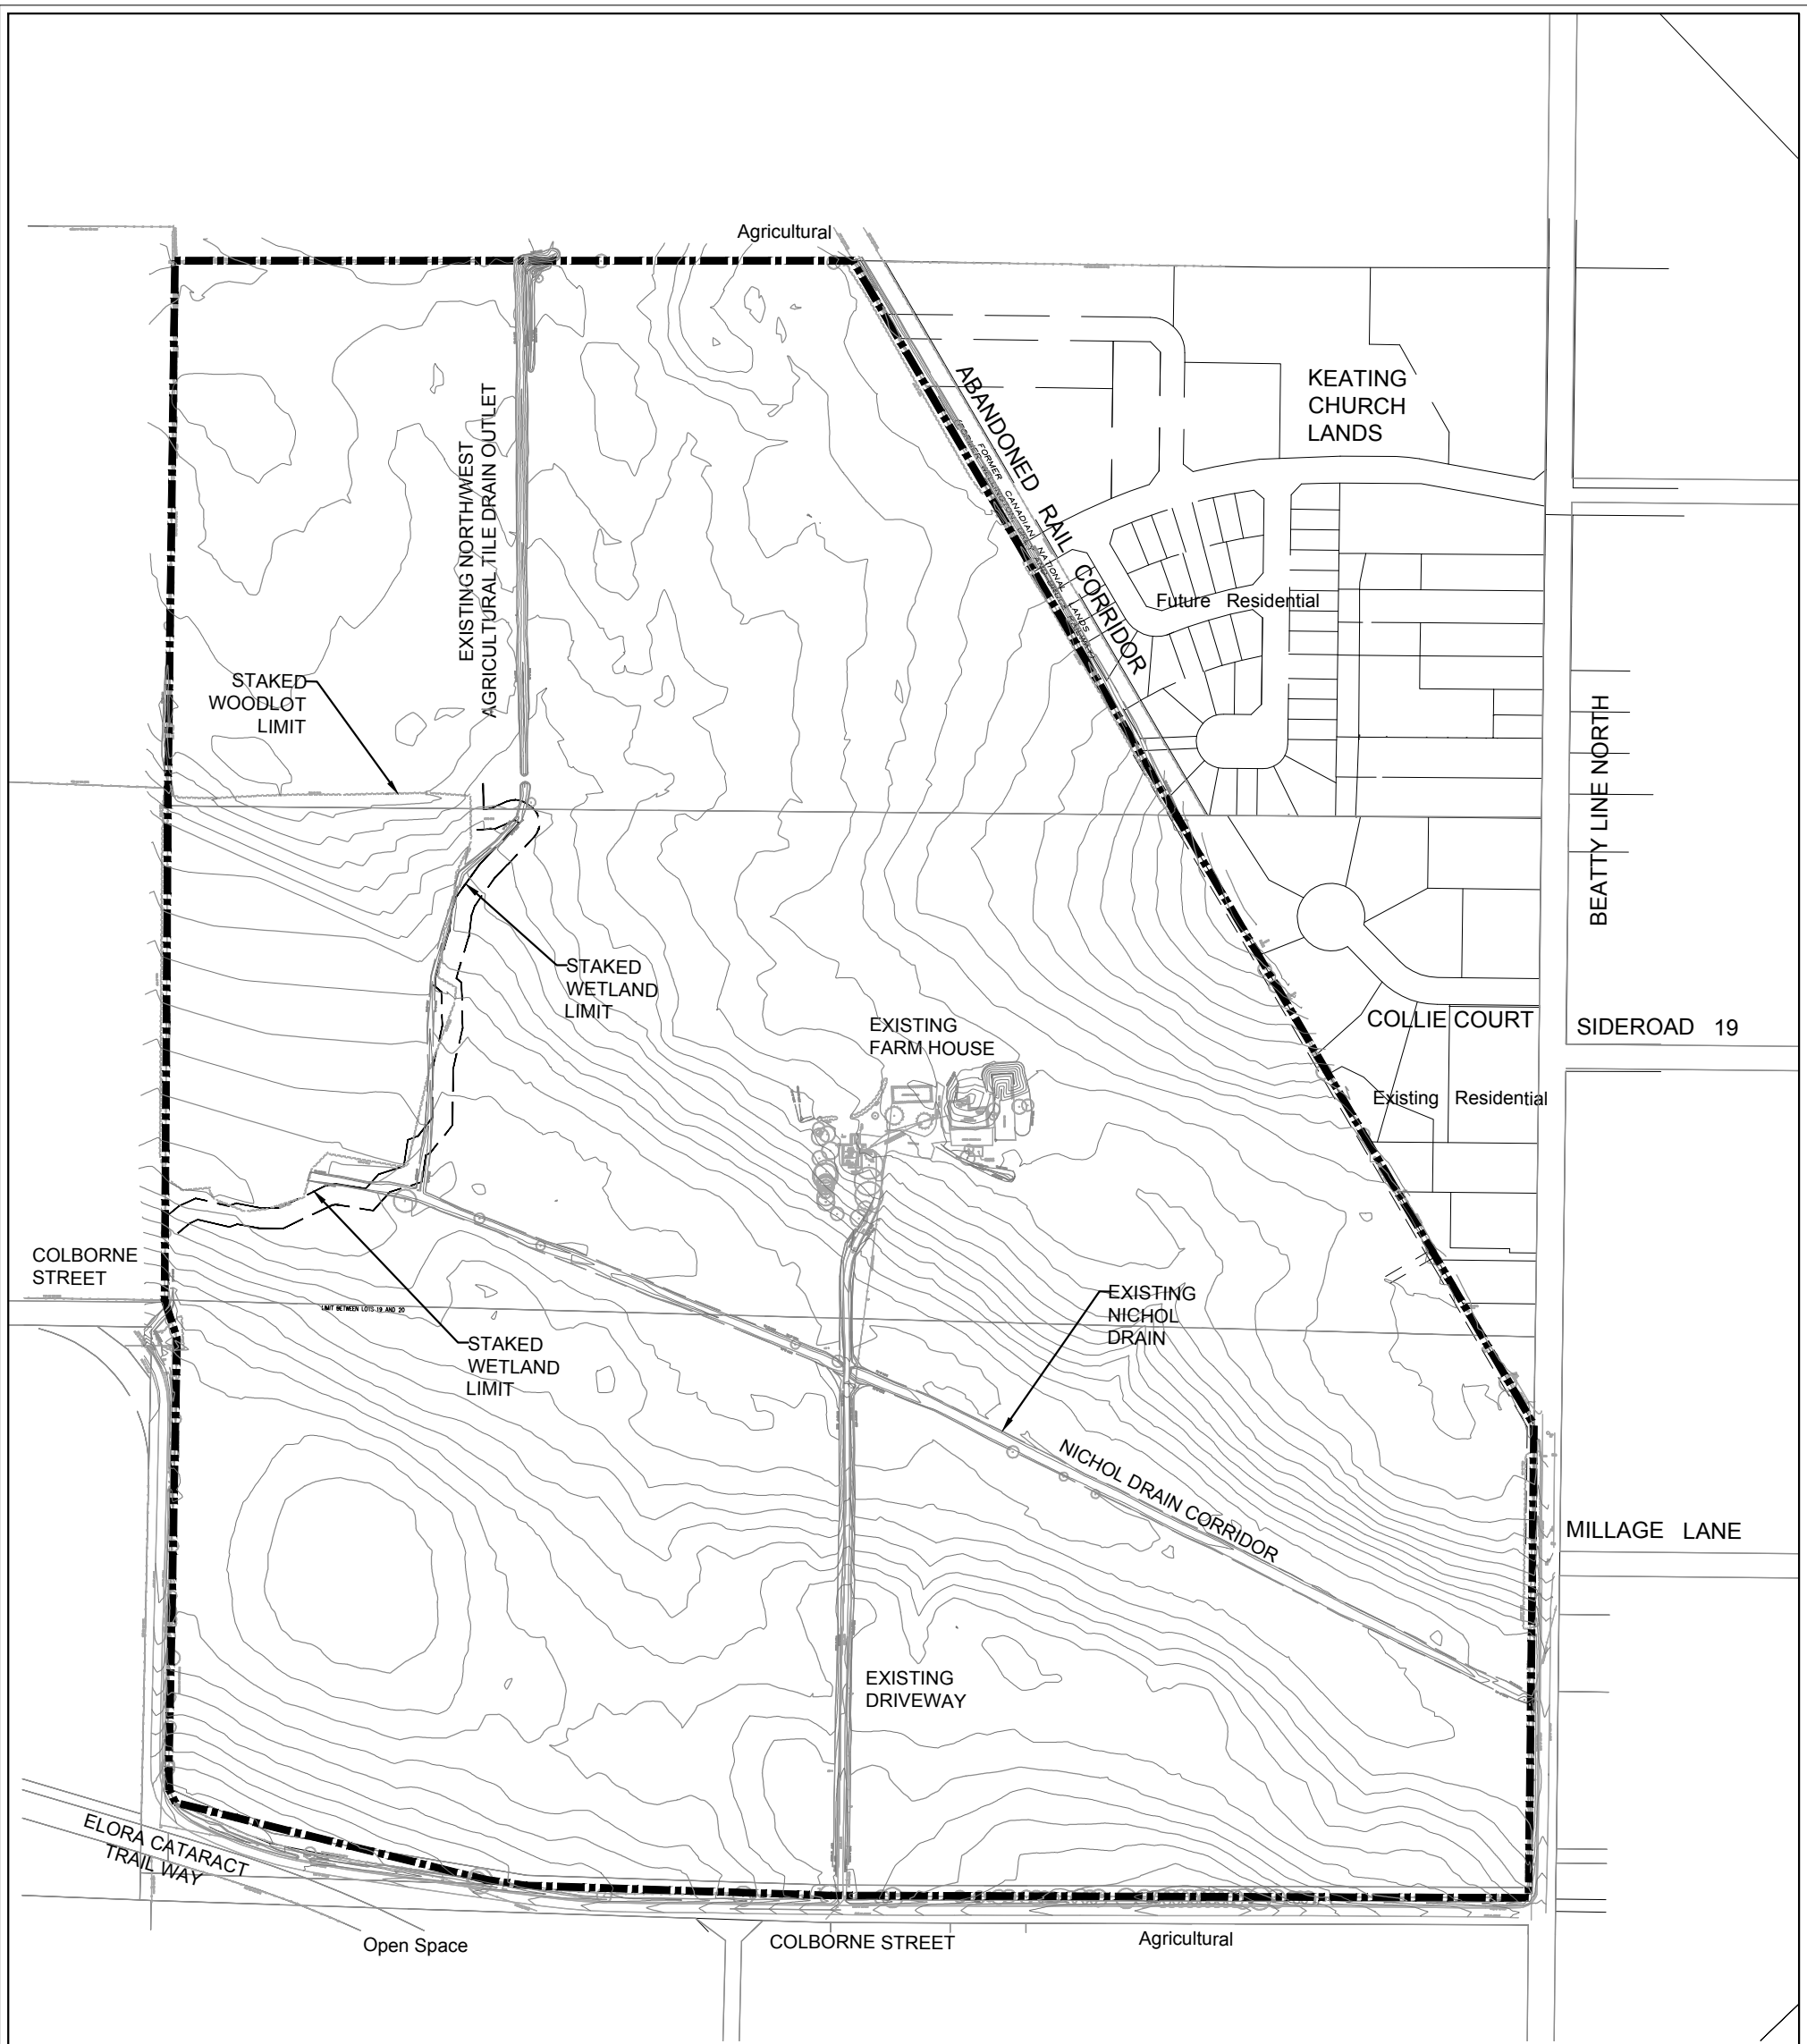 Agricultural
KEATING
CHURCH
LANDS
ABANDONED RAIL CORRIDOR
FORMER CANADIAN NATIONAL LANDS
EXISTING NORTH/WEST
AGRICULTURAL TILE DRAIN OUTLET
Future Residential
STAKED
WOODLOT
LIMIT
BEATTY LINE NORTH
STAKED
WETLAND
LIMIT
EXISTING
FARM HOUSE
COLLIE COURT
SIDEROAD 19
Existing Residential
COLBORNE
STREET
LIMIT BETWEEN LOTS 19 AND 20
EXISTING
NICHOL
DRAIN
STAKED
WETLAND
LIMIT
NICHOL DRAIN CORRIDOR
MILLAGE LANE
EXISTING
DRIVEWAY
ELORA CATARACT
TRAIL WAY
Open Space
COLBORNE STREET
Agricultural